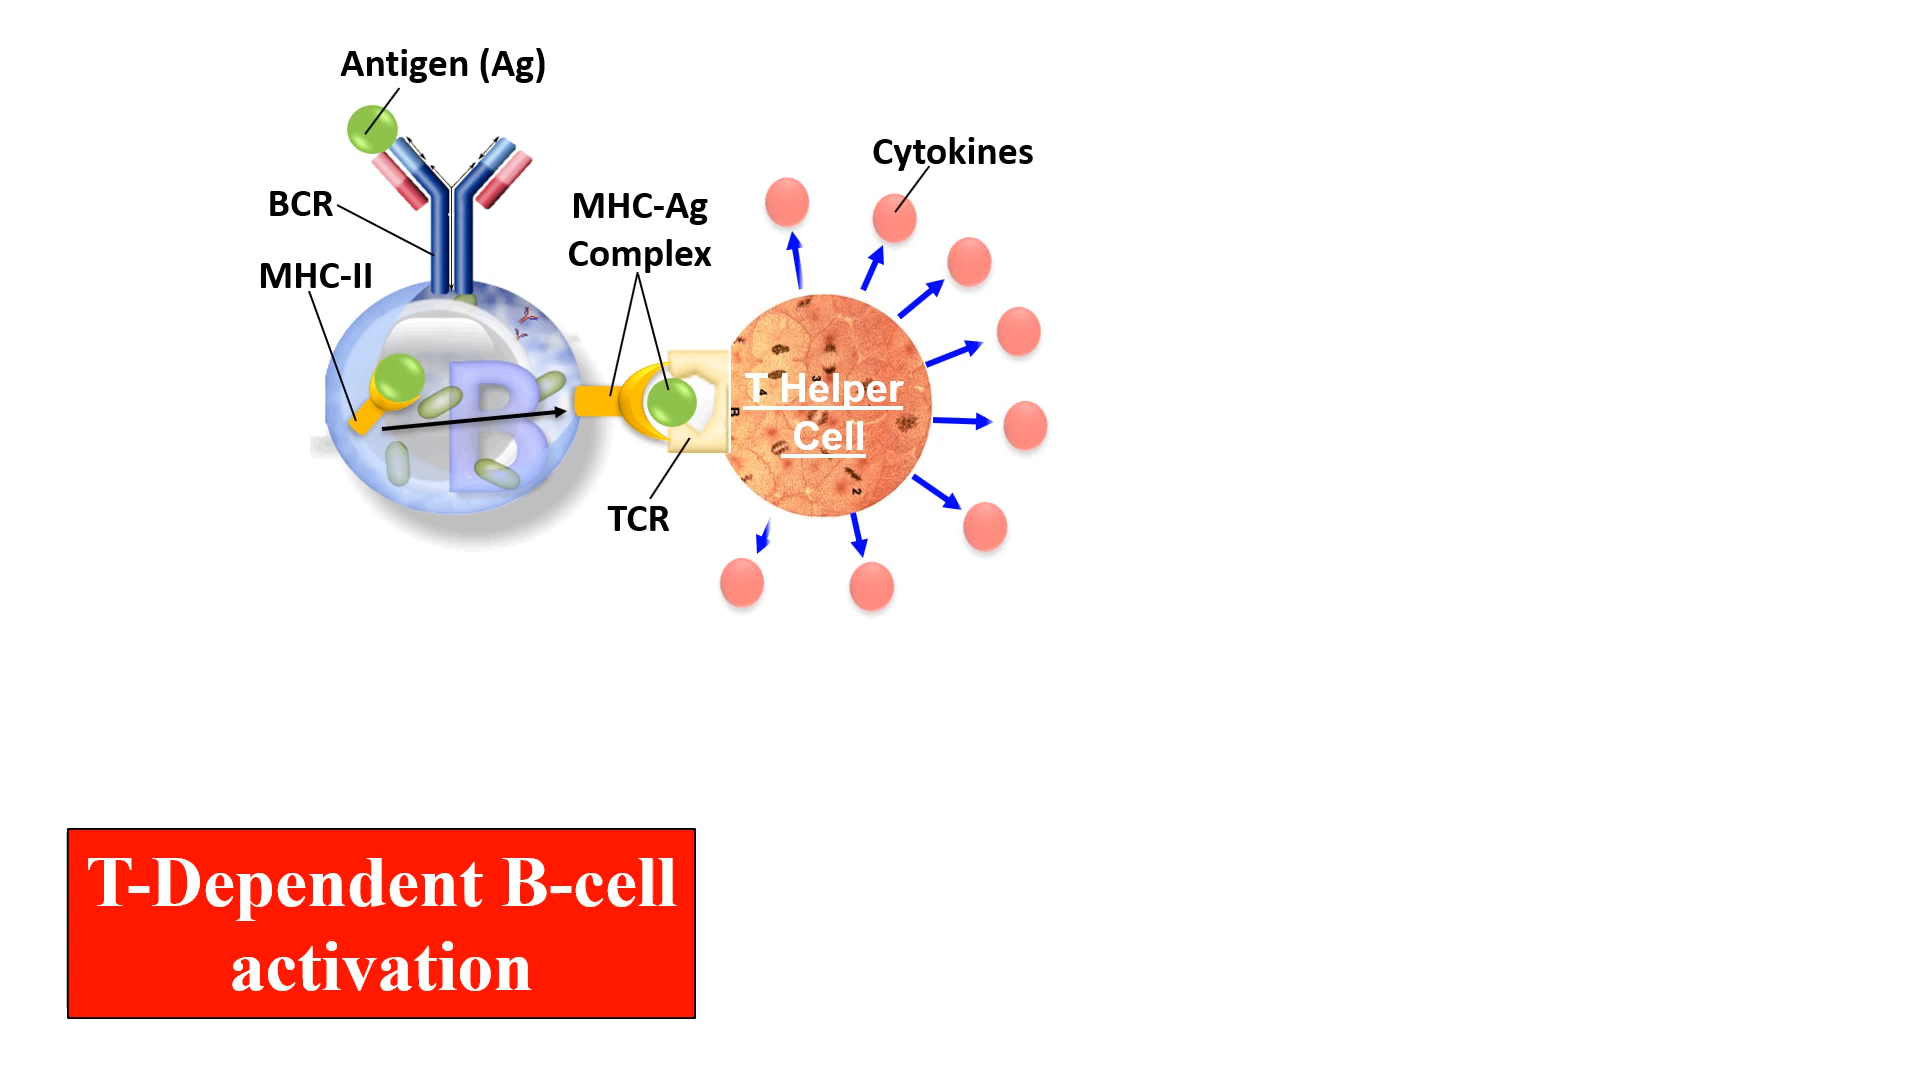 Antigen (Ag)
Cytokines
BCR
MHC-Ag
Complex
MHC-II
B
T Helper
Cell
TCR
T-Dependent B-cell
activation